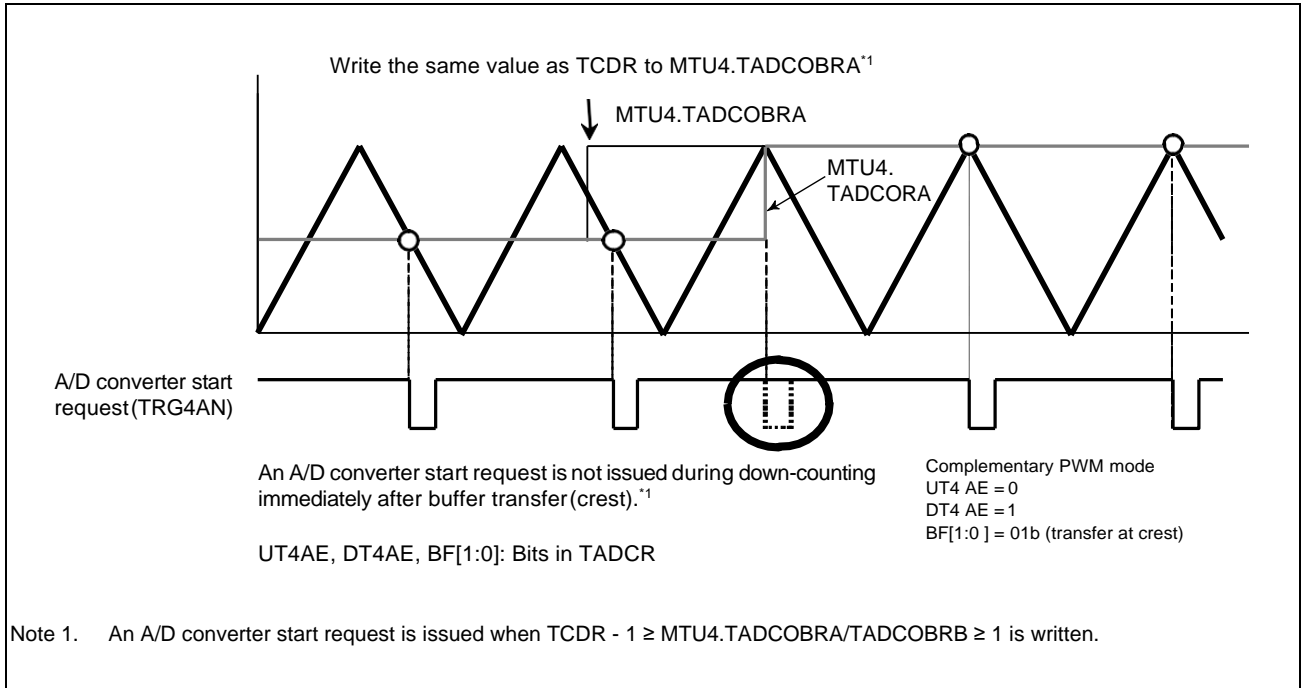 Write the same value as TCDR to MTU4.TADCOBRA*1
MTU4.TADCOBRA
MTU4.
TADCORA
A/D converter start
request (TRG4AN)
An A/D converter start request is not issued during down-counting
immediately after buffer transfer (crest).*1
UT4AE, DT4AE, BF[1:0]: Bits in TADCR
Complementary PWM mode
UT4 AE = 0
DT4 AE = 1
BF[1:0 ] = 01b (transfer at crest)
Note 1. An A/D converter start request is issued when TCDR - 1 ≥ MTU4.TADCOBRA/TADCOBRB ≥ 1 is written.